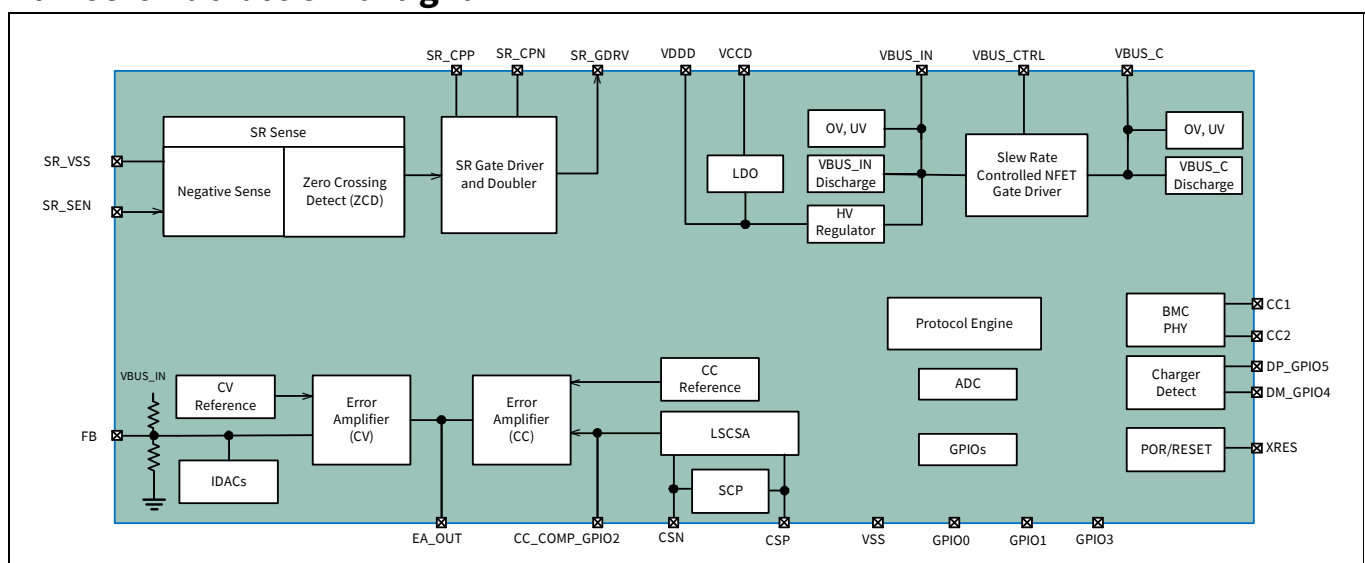 SR_CPP
SR_CPN
SR_GDRV
VDDD
VCCD
VBUS_IN
VBUS_CTRL
VBUS_C
SR Sense
Negative Sense
Zero Crossing
Detect (ZCD)
SR_VSS
SR_SEN
SR Gate Driver
and Doubler
LDO
OV, UV
VBUS_IN
Discharge
HV
Regulator
Slew Rate
Controlled NFET
Gate Driver
OV, UV
VBUS_C
Discharge
Protocol Engine
BMC
PHY
CC1
CC2
VBUS_IN
CV
Reference
Error
Amplifier
(CV)
Error
Amplifier
(CC)
CC
Reference
ADC
Charger
Detect
DP_GPIO5
DM_GPIO4
FB
IDACs
LSCSA
SCP
GPIOs
POR/RESET
XRES
EA_OUT
CC_COMP_GPIO2
CSN
CSP
VSS
GPIO0
GPIO1
GPIO3